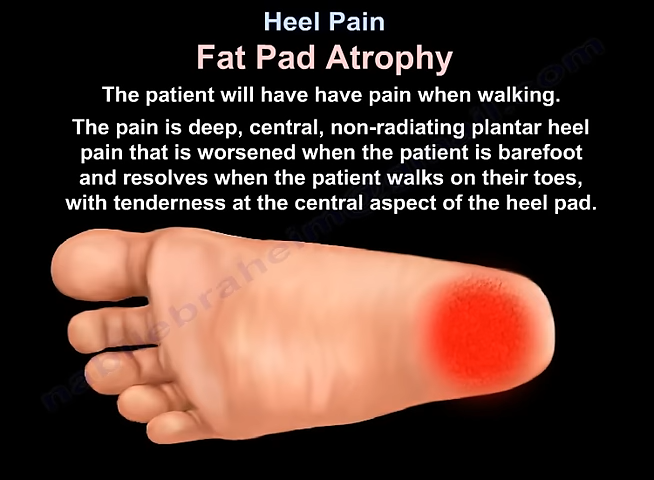 Heel Pain
Fat Pad Atrophy
The patient will have have pain when walking.
The pain is deep, central, non-radiating plantar heel
pain that is worsened when the patient is barefoot
and resolves when the patient walks on their toes,
with tenderness at the central aspect of the heel pad.